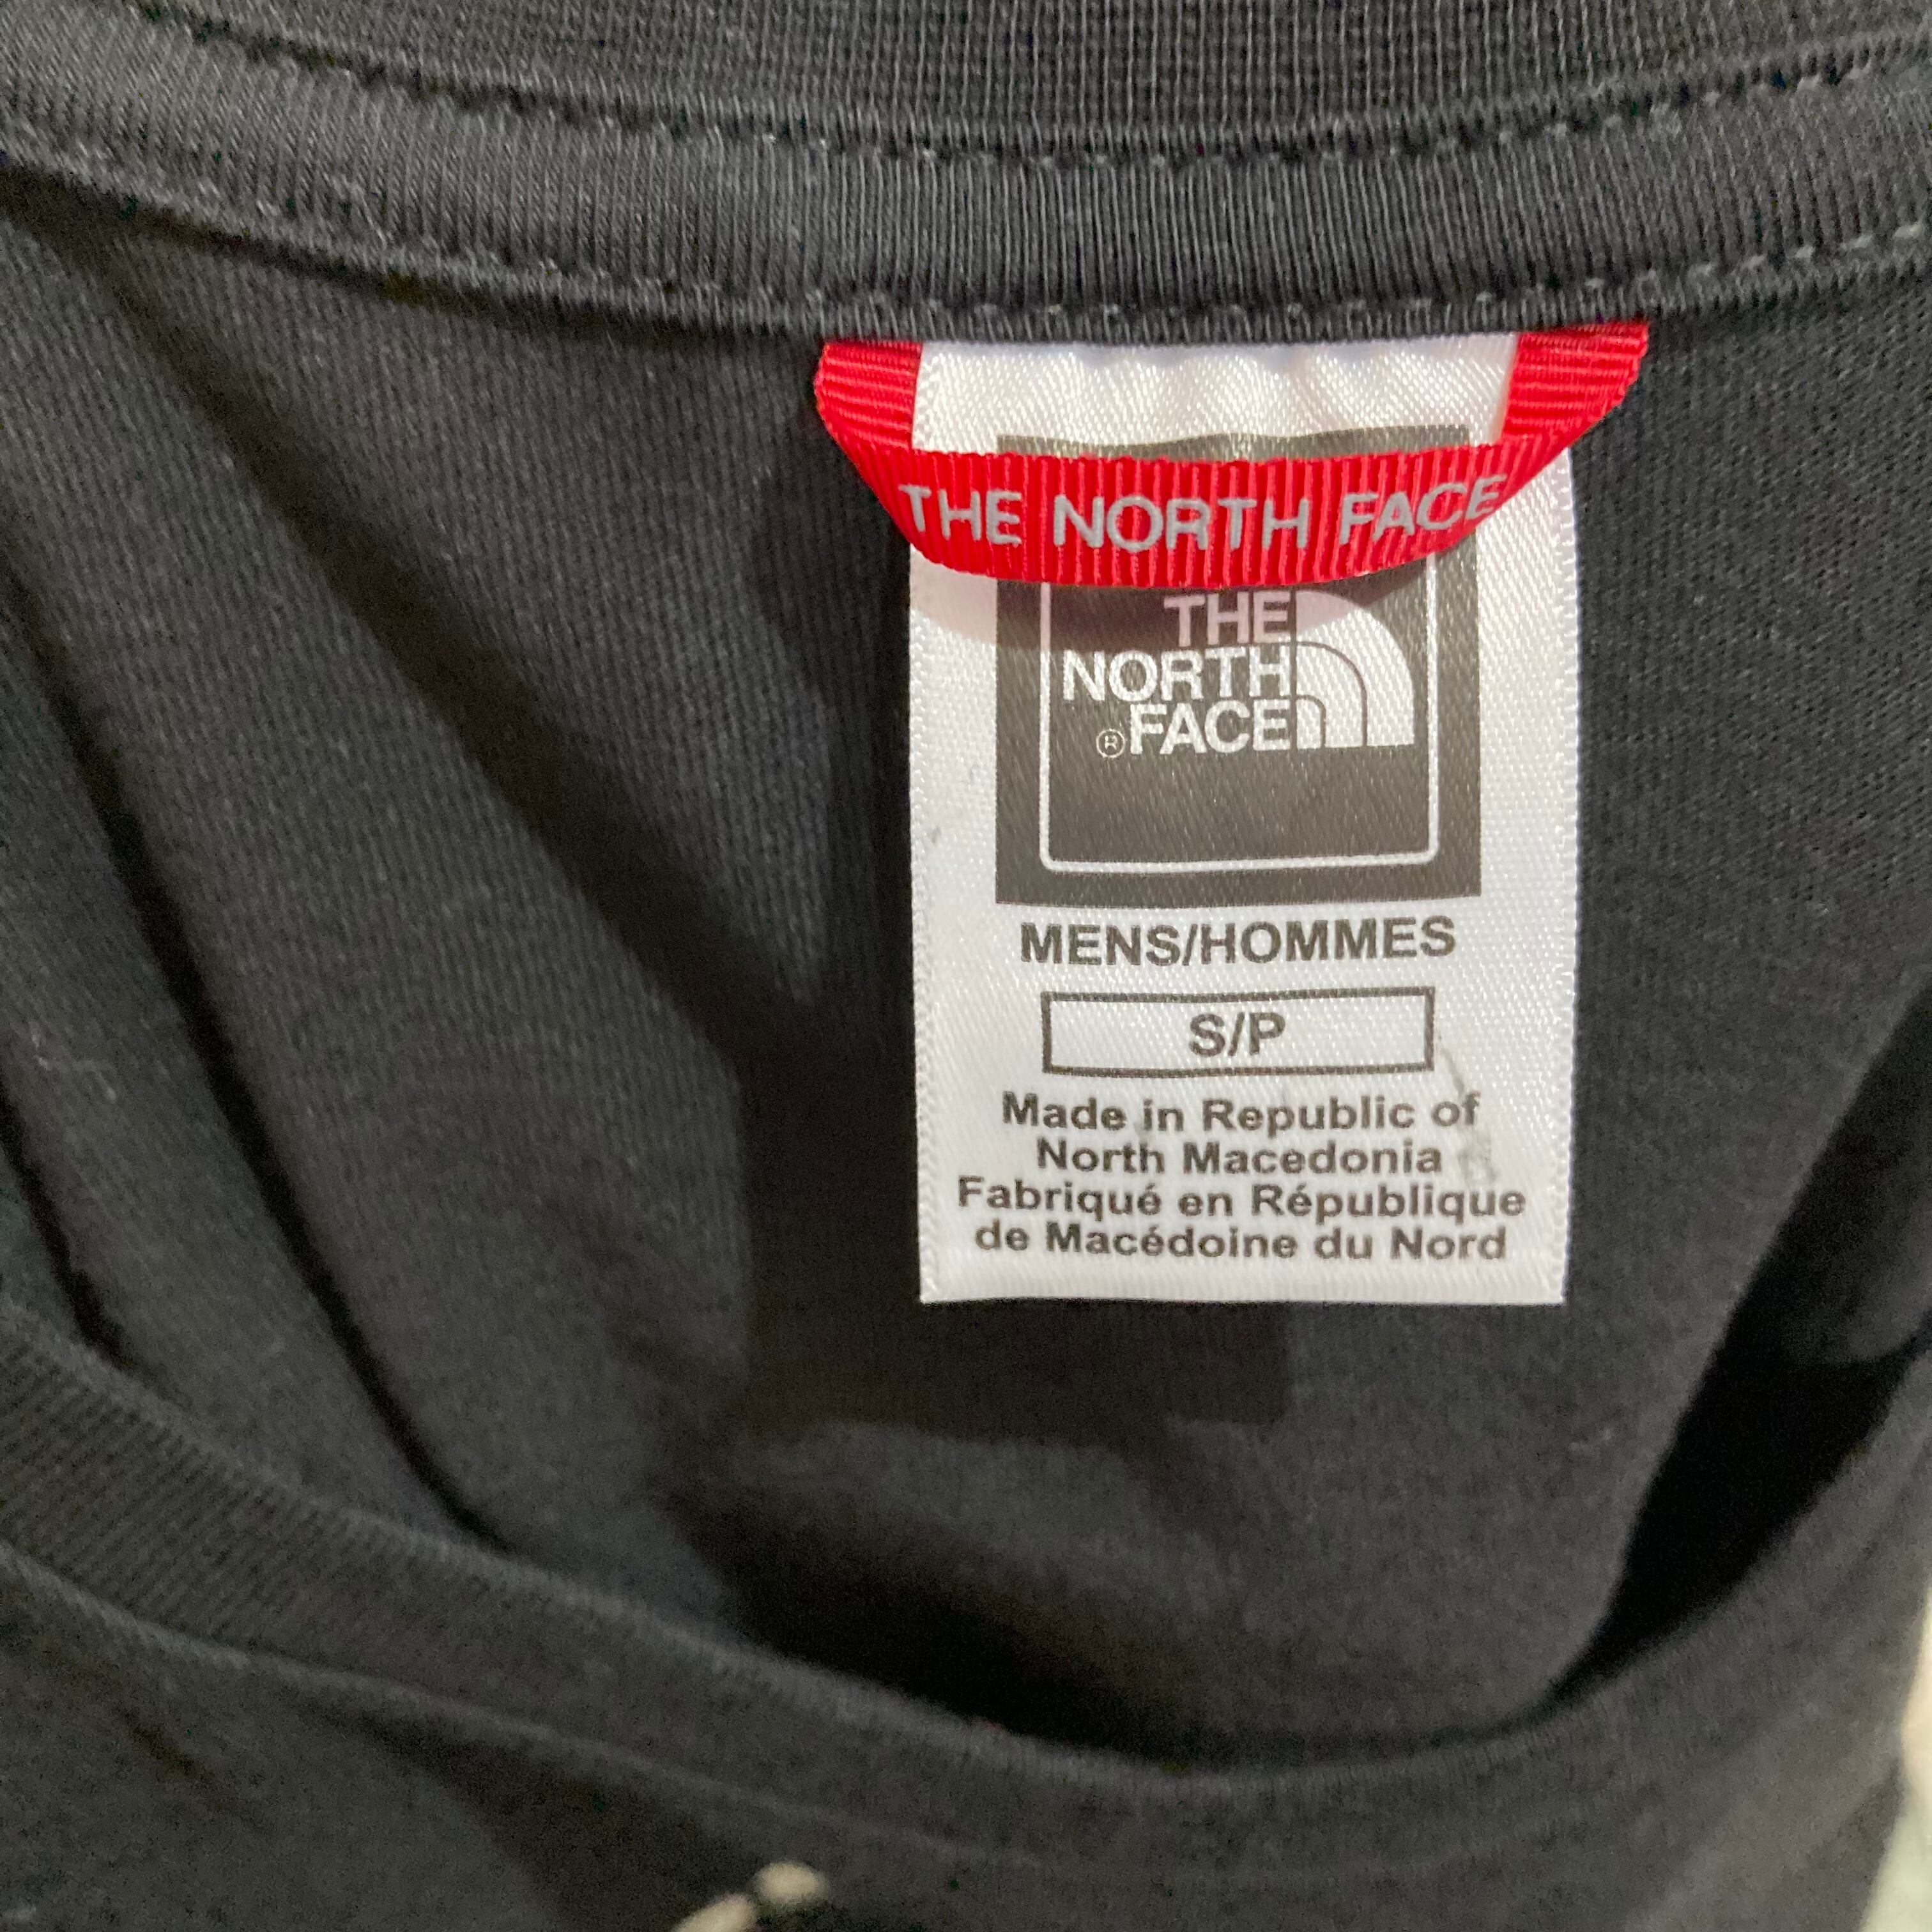 THE NORTH FACE
THE
NORTH
®FACE
MENS/HOMMES
S/P
Made in Republic of
North Macedonia
Fabriqué en République
de Macédoine du Nord